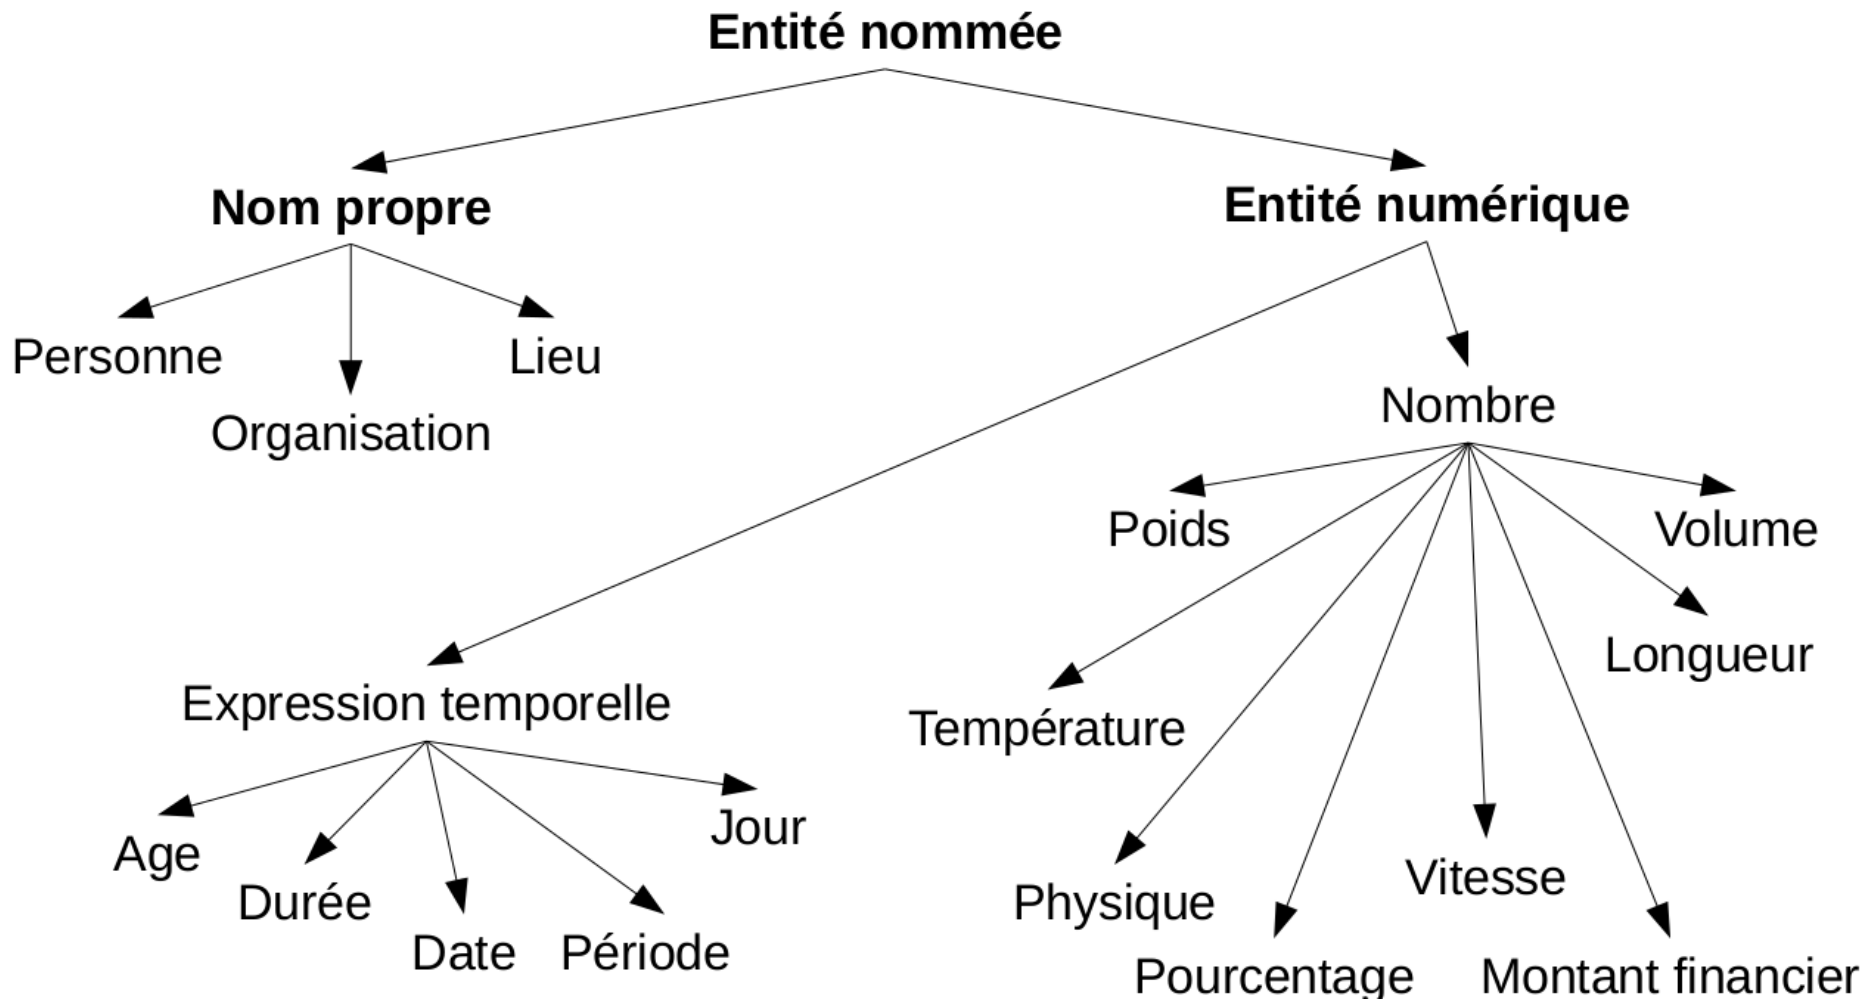 Entité nommée
Nom propre
Entité numérique
Personne
Lieu
Organisation
Nombre
Poids
Volume
Longueur
Température
Expression temporelle
Jour
Age
Durée
Date
Période
Physique
Vitesse
Pourcentage
Montant financier